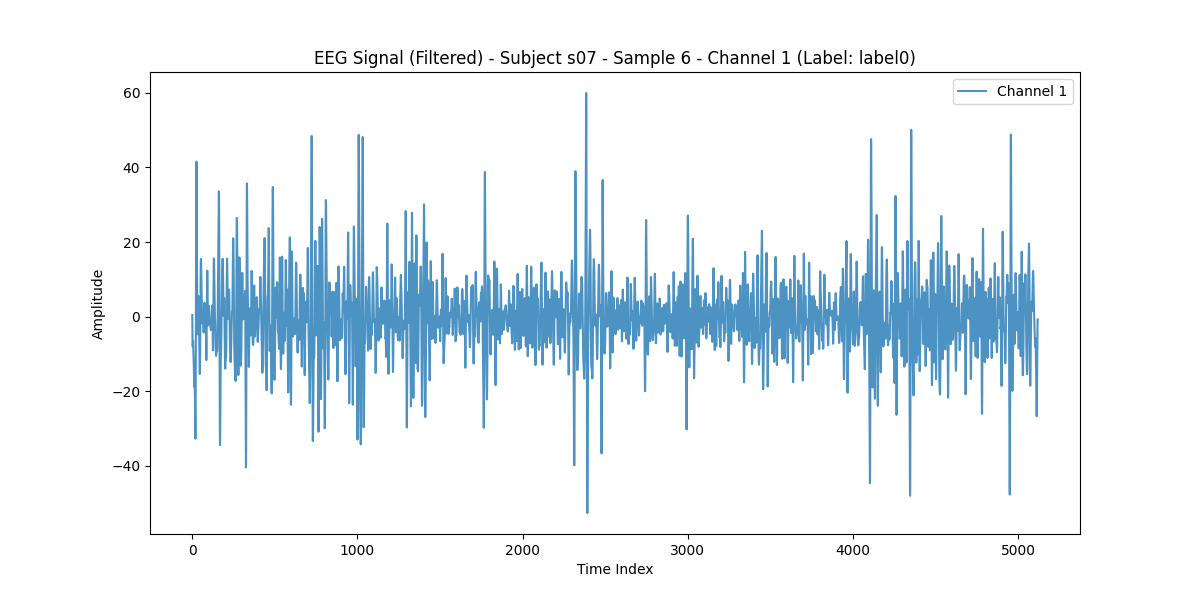 EEG Signal (Filtered) - Subject s07 - Sample 6 - Channel 1 (Label: label0)
Channel 1
60
40
20
0
−20
−40
Amplitude
0 1000 2000 3000 4000 5000
Time Index